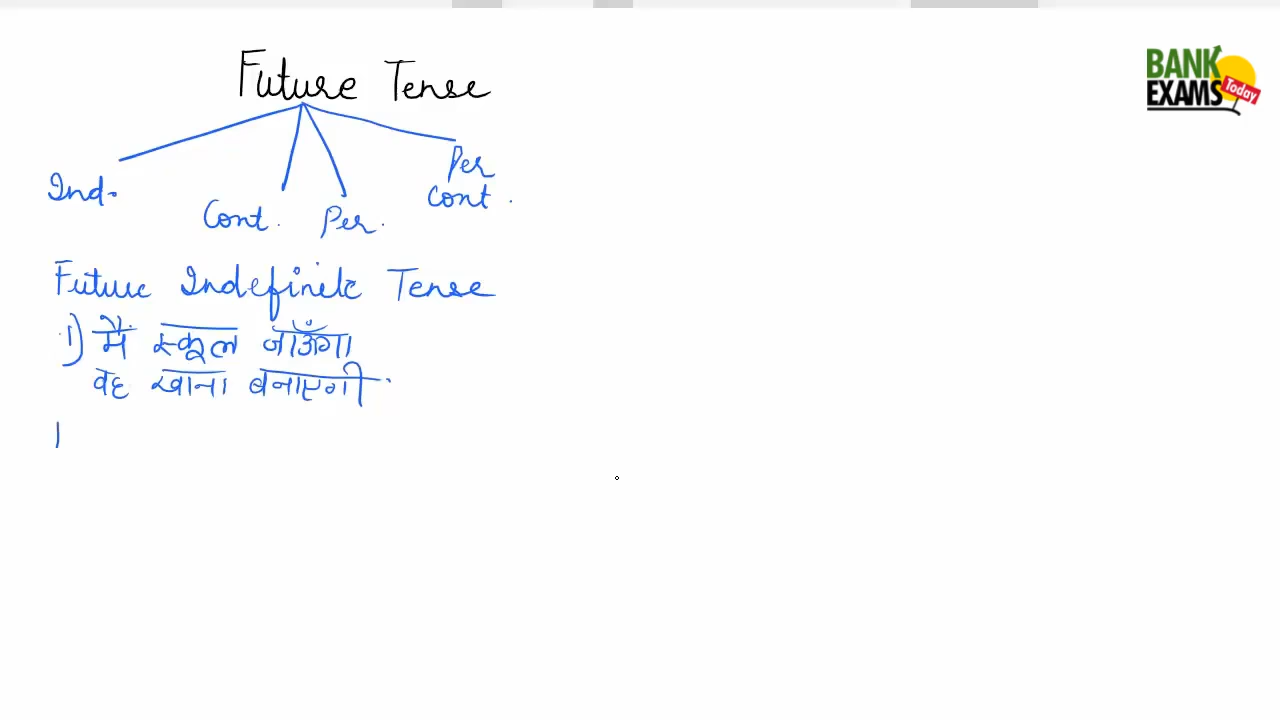 Future Tense
BANK
EXAMS Today
Ind.
Cont. Per.
Per
Cont.
Future Indefinite Tense
1) मैं स्कूल जाऊँगा
वह खाना बनाएगी.